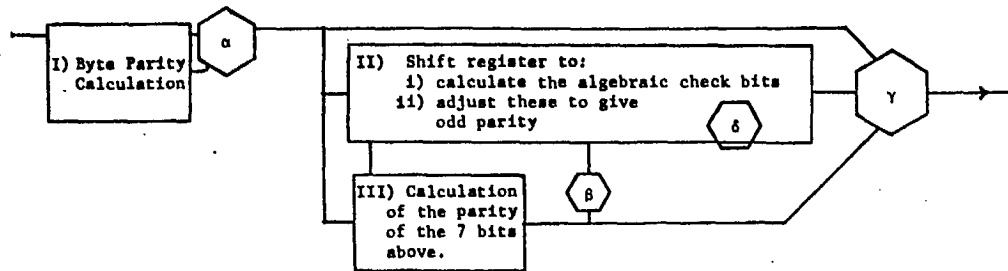 I) Byte Parity
Calculation
α
II) Shift register to:
i) calculate the algebraic check bits
ii) adjust these to give
odd parity
δ
γ
III) Calculation
of the parity
of the 7 bits
above.
β